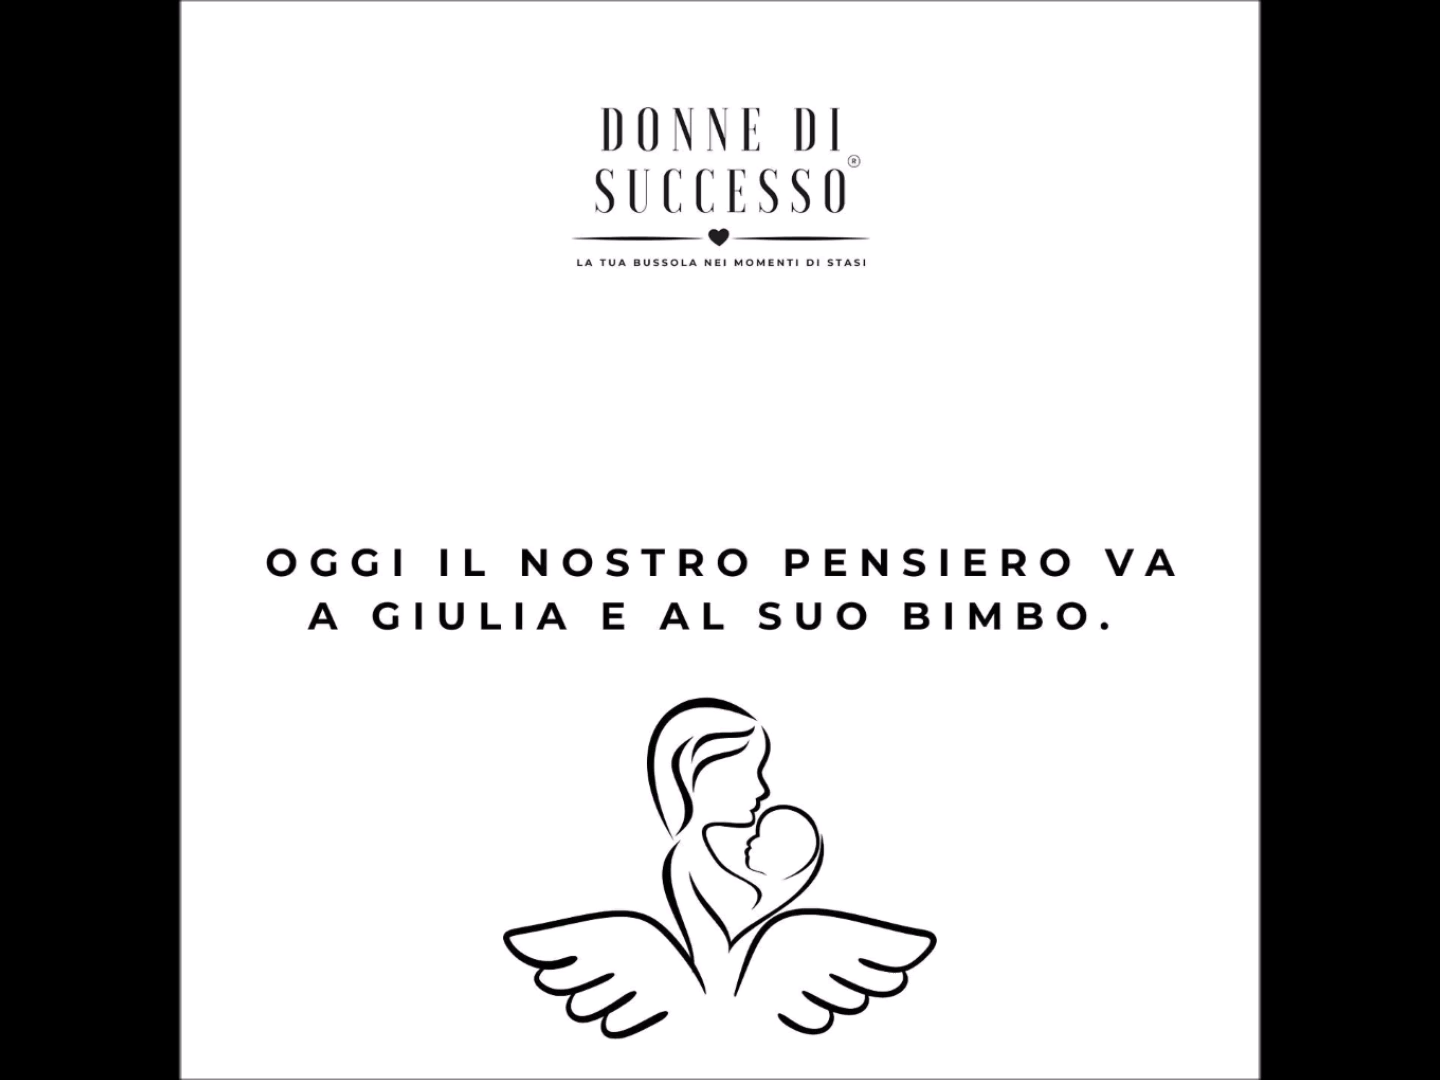 DONNE DI
SUCCESSO®
LA TUA BUSSOLA NEI MOMENTI DI STASI
OGGI IL NOSTRO PENSIERO VA
A GIULIA E AL SUO BIMBO.